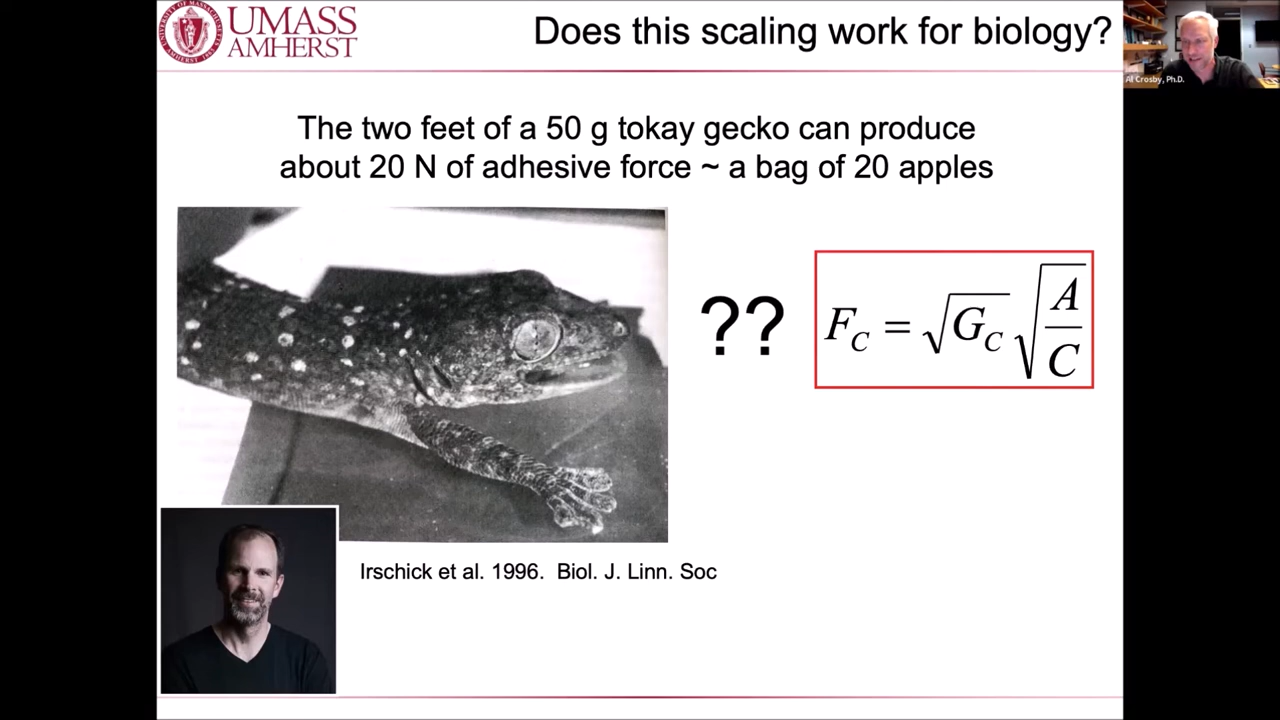 UMASS
AMHERST
Does this scaling work for biology?
Al Crosby, Ph.D.
The two feet of a 50 g tokay gecko can produce
about 20 N of adhesive force ~ a bag of 20 apples
?? F_C = √G_C √(A/C)
Irschick et al. 1996. Biol. J. Linn. Soc